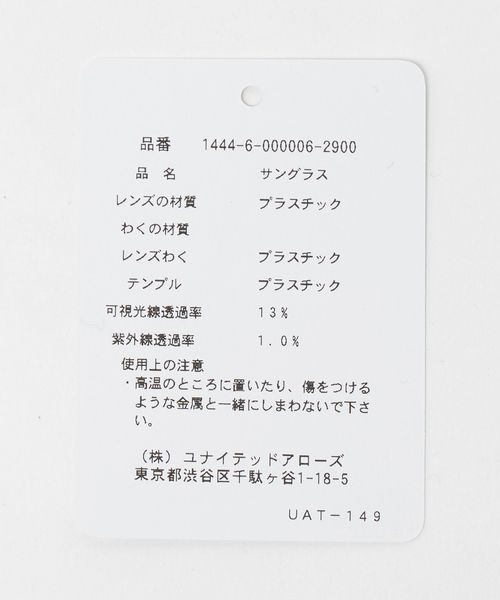 品番 1444-6-000006-2900
品 名 サングラス
レンズの材質 プラスチック
わくの材質
レンズわく プラスチック
テンプル プラスチック
可視光線透過率 13%
紫外線透過率 1.0%
使用上の注意
・高温のところに置いたり、傷をつける
ような金属と一緒にしまわないで下さ
い。
（株）ユナイテッドアローズ
東京都渋谷区千駄ヶ谷1-18-5
UAT-149